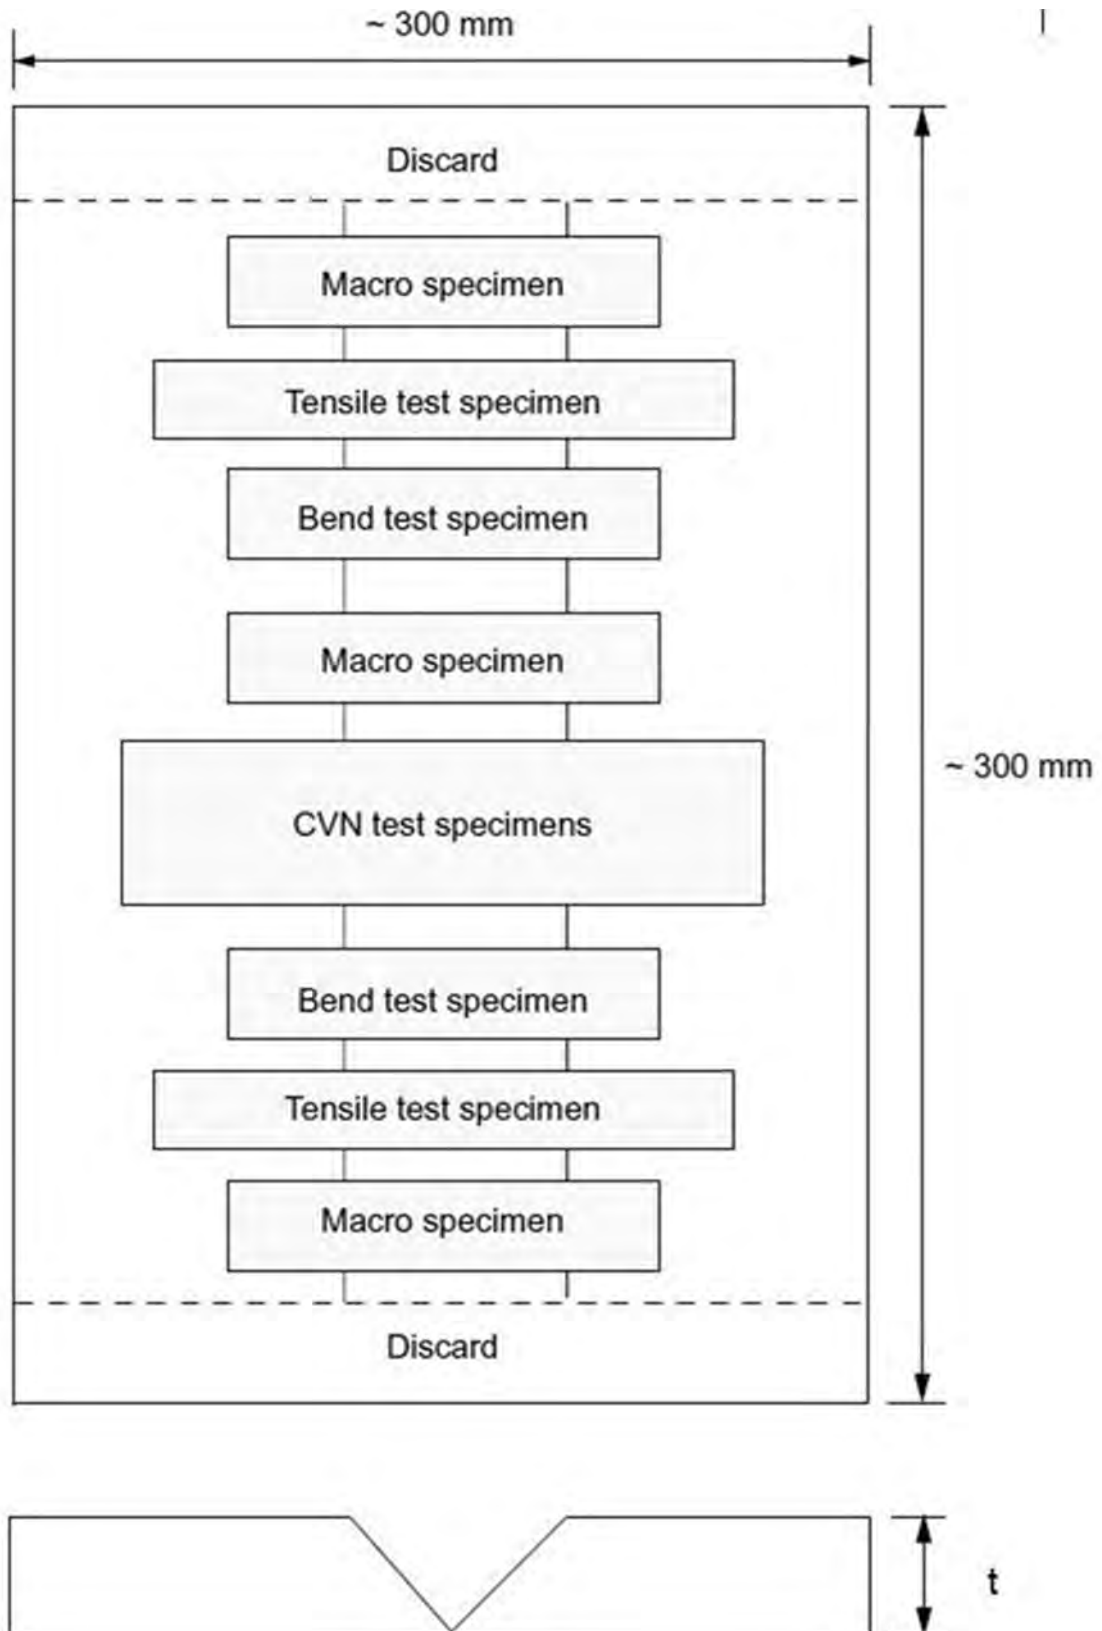 ~ 300 mm
Discard
Macro specimen
Tensile test specimen
Bend test specimen
Macro specimen
~ 300 mm
CVN test specimens
Bend test specimen
Tensile test specimen
Macro specimen
Discard
t